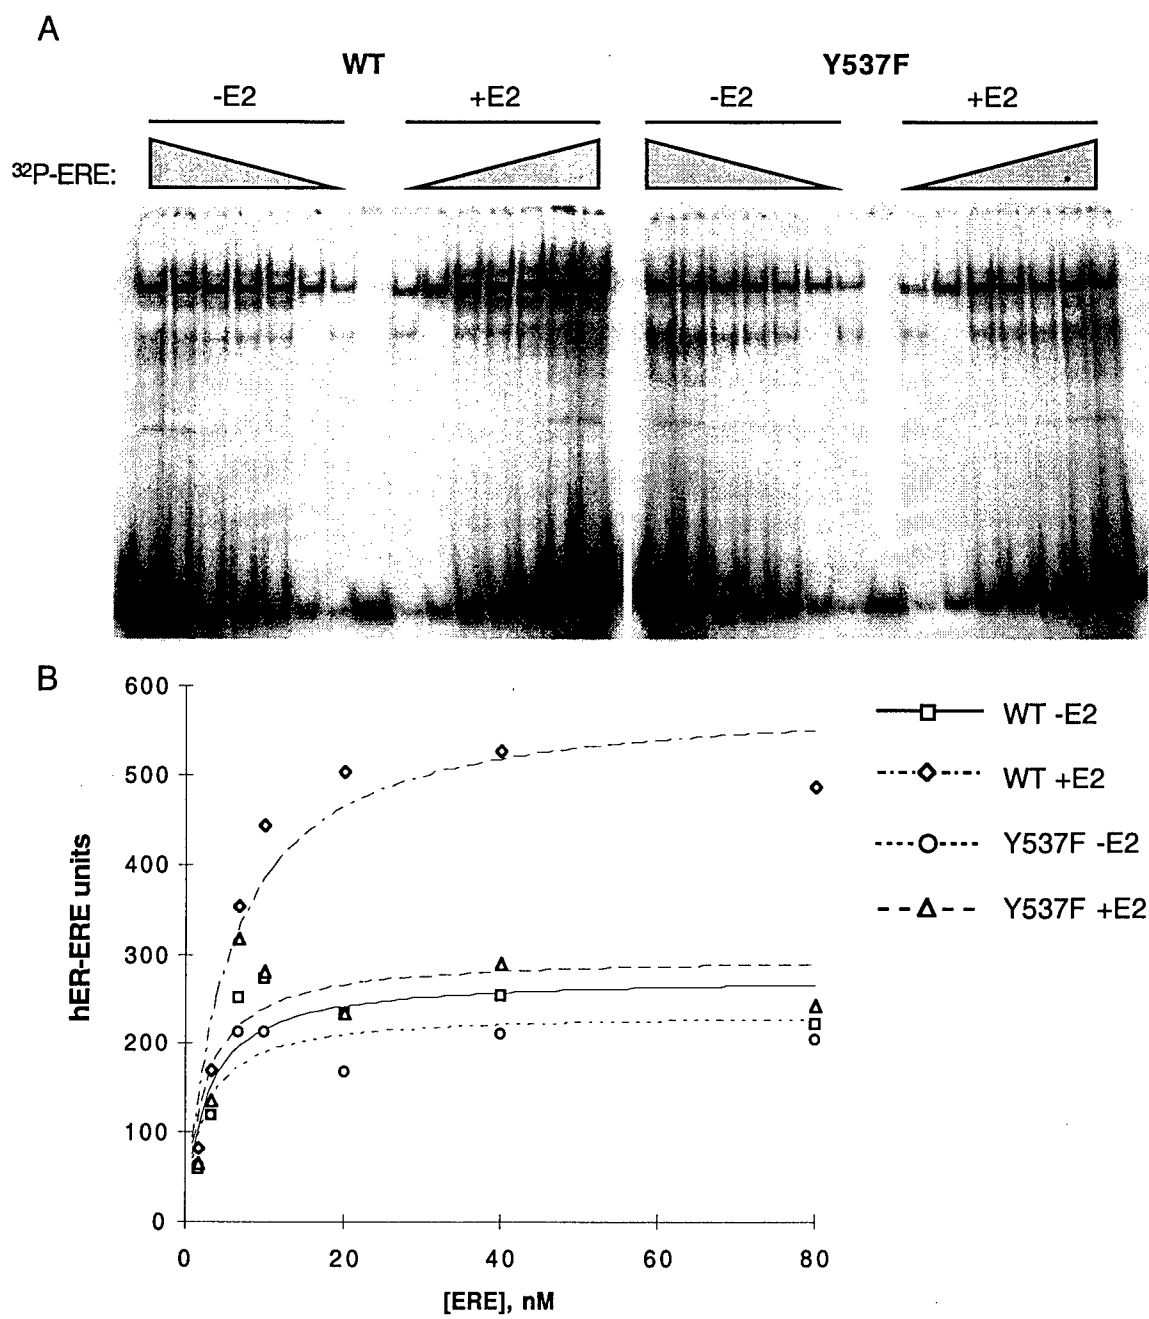 A
WT
Y537F
-E2
+E2
-E2
+E2
32P-ERE:
B
600
500
400
300
200
100
0
hER-ERE units
0
20
40
60
80
[ERE], nM
WT -E2
WT +E2
Y537F -E2
Y537F +E2